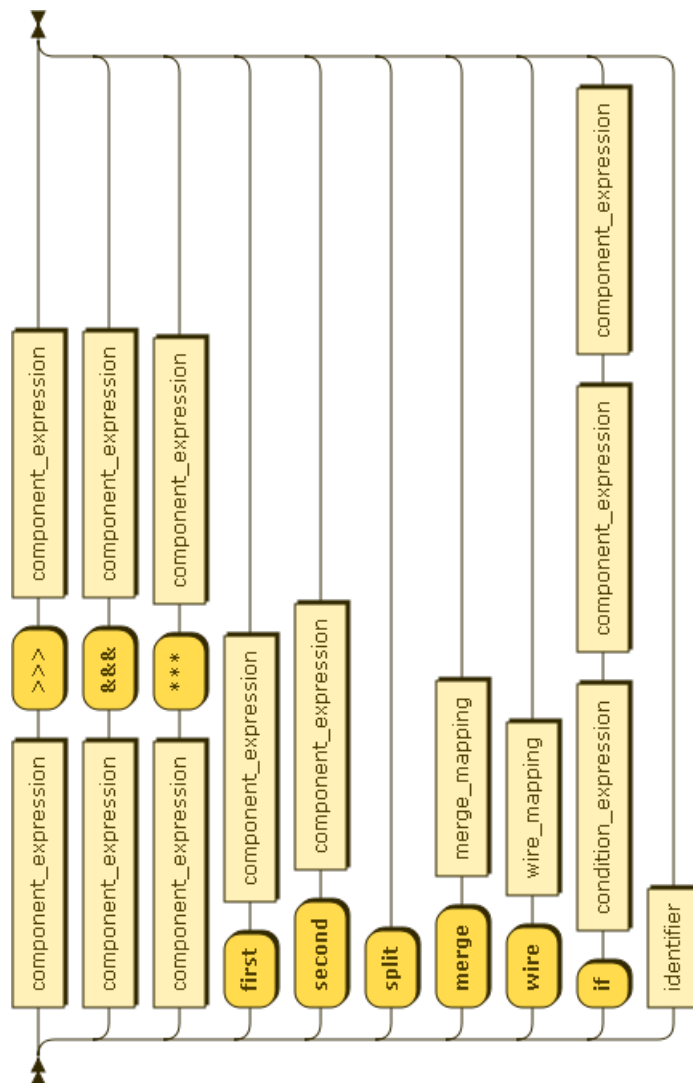 component_expression >>> component_expression
component_expression &&& component_expression
component_expression *** component_expression
first component_expression
second component_expression
split
merge merge_mapping
wire wire_mapping
if condition_expression component_expression component_expression
identifier